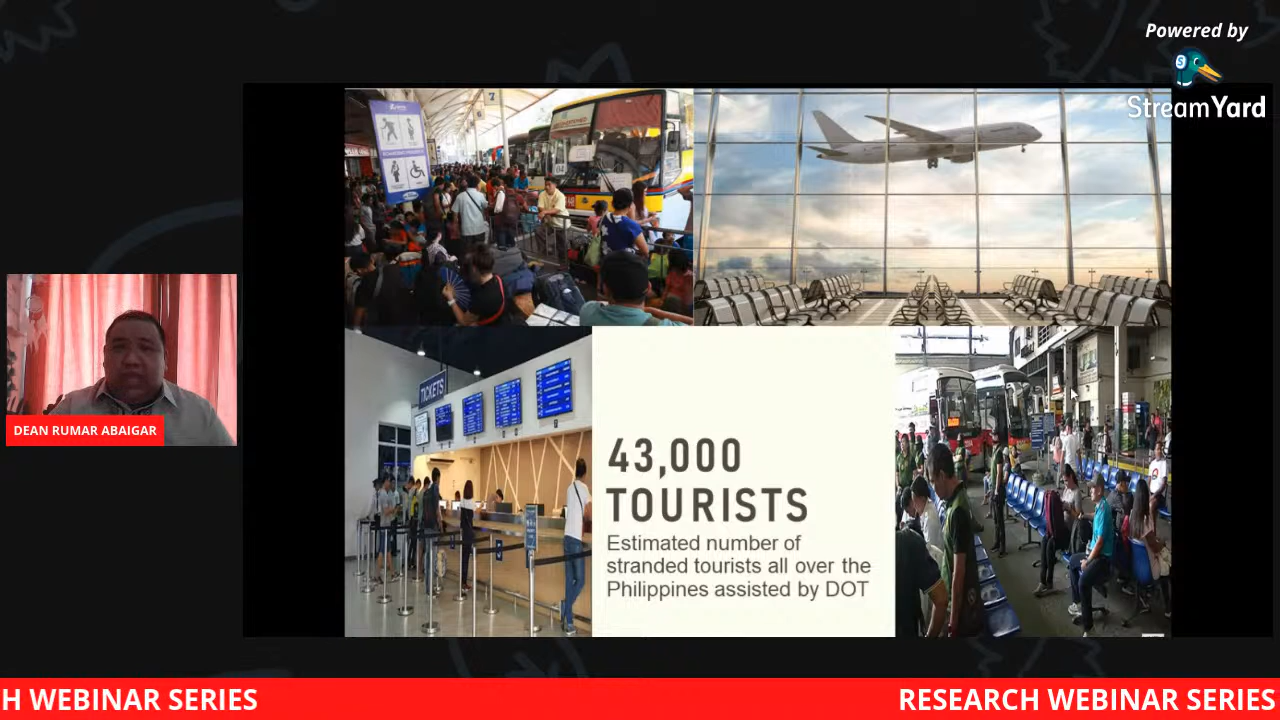 Powered by
StreamYard
7
TICKETS
43,000
TOURISTS
Estimated number of
stranded tourists all over the
Philippines assisted by DOT
DEAN RUMAR ABAIGAR
H WEBINAR SERIES
RESEARCH WEBINAR SERIES